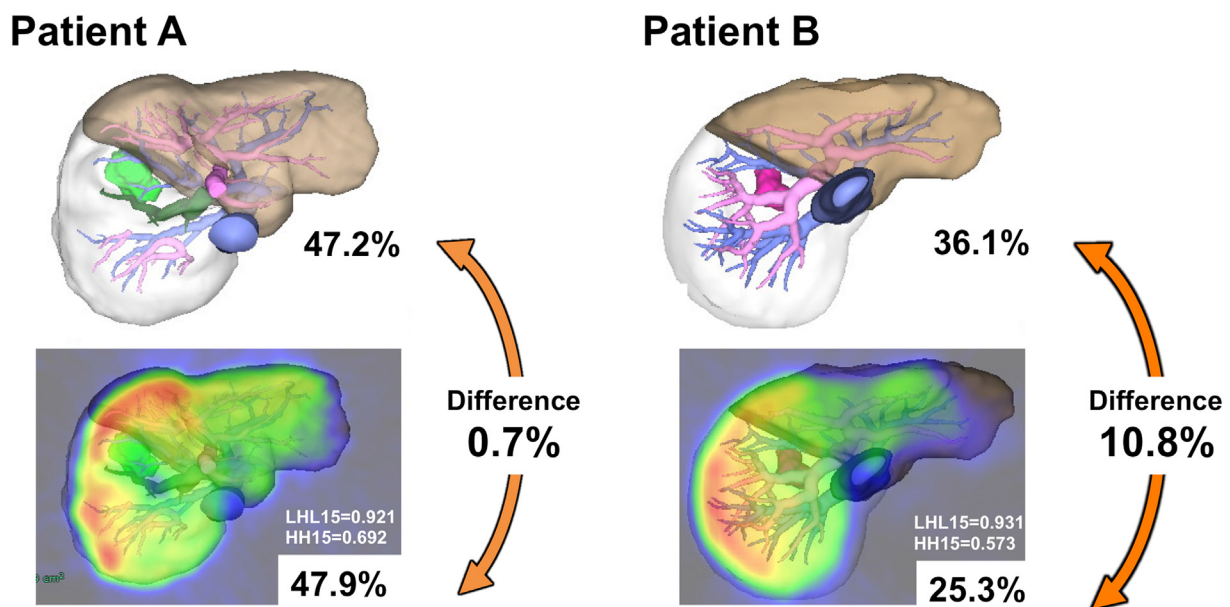 Patient A
Patient B
47.2%
36.1%
Difference
0.7%
Difference
10.8%
LHL15=0.921
HH15=0.692
47.9%
LHL15=0.931
HH15=0.573
25.3%
cm²